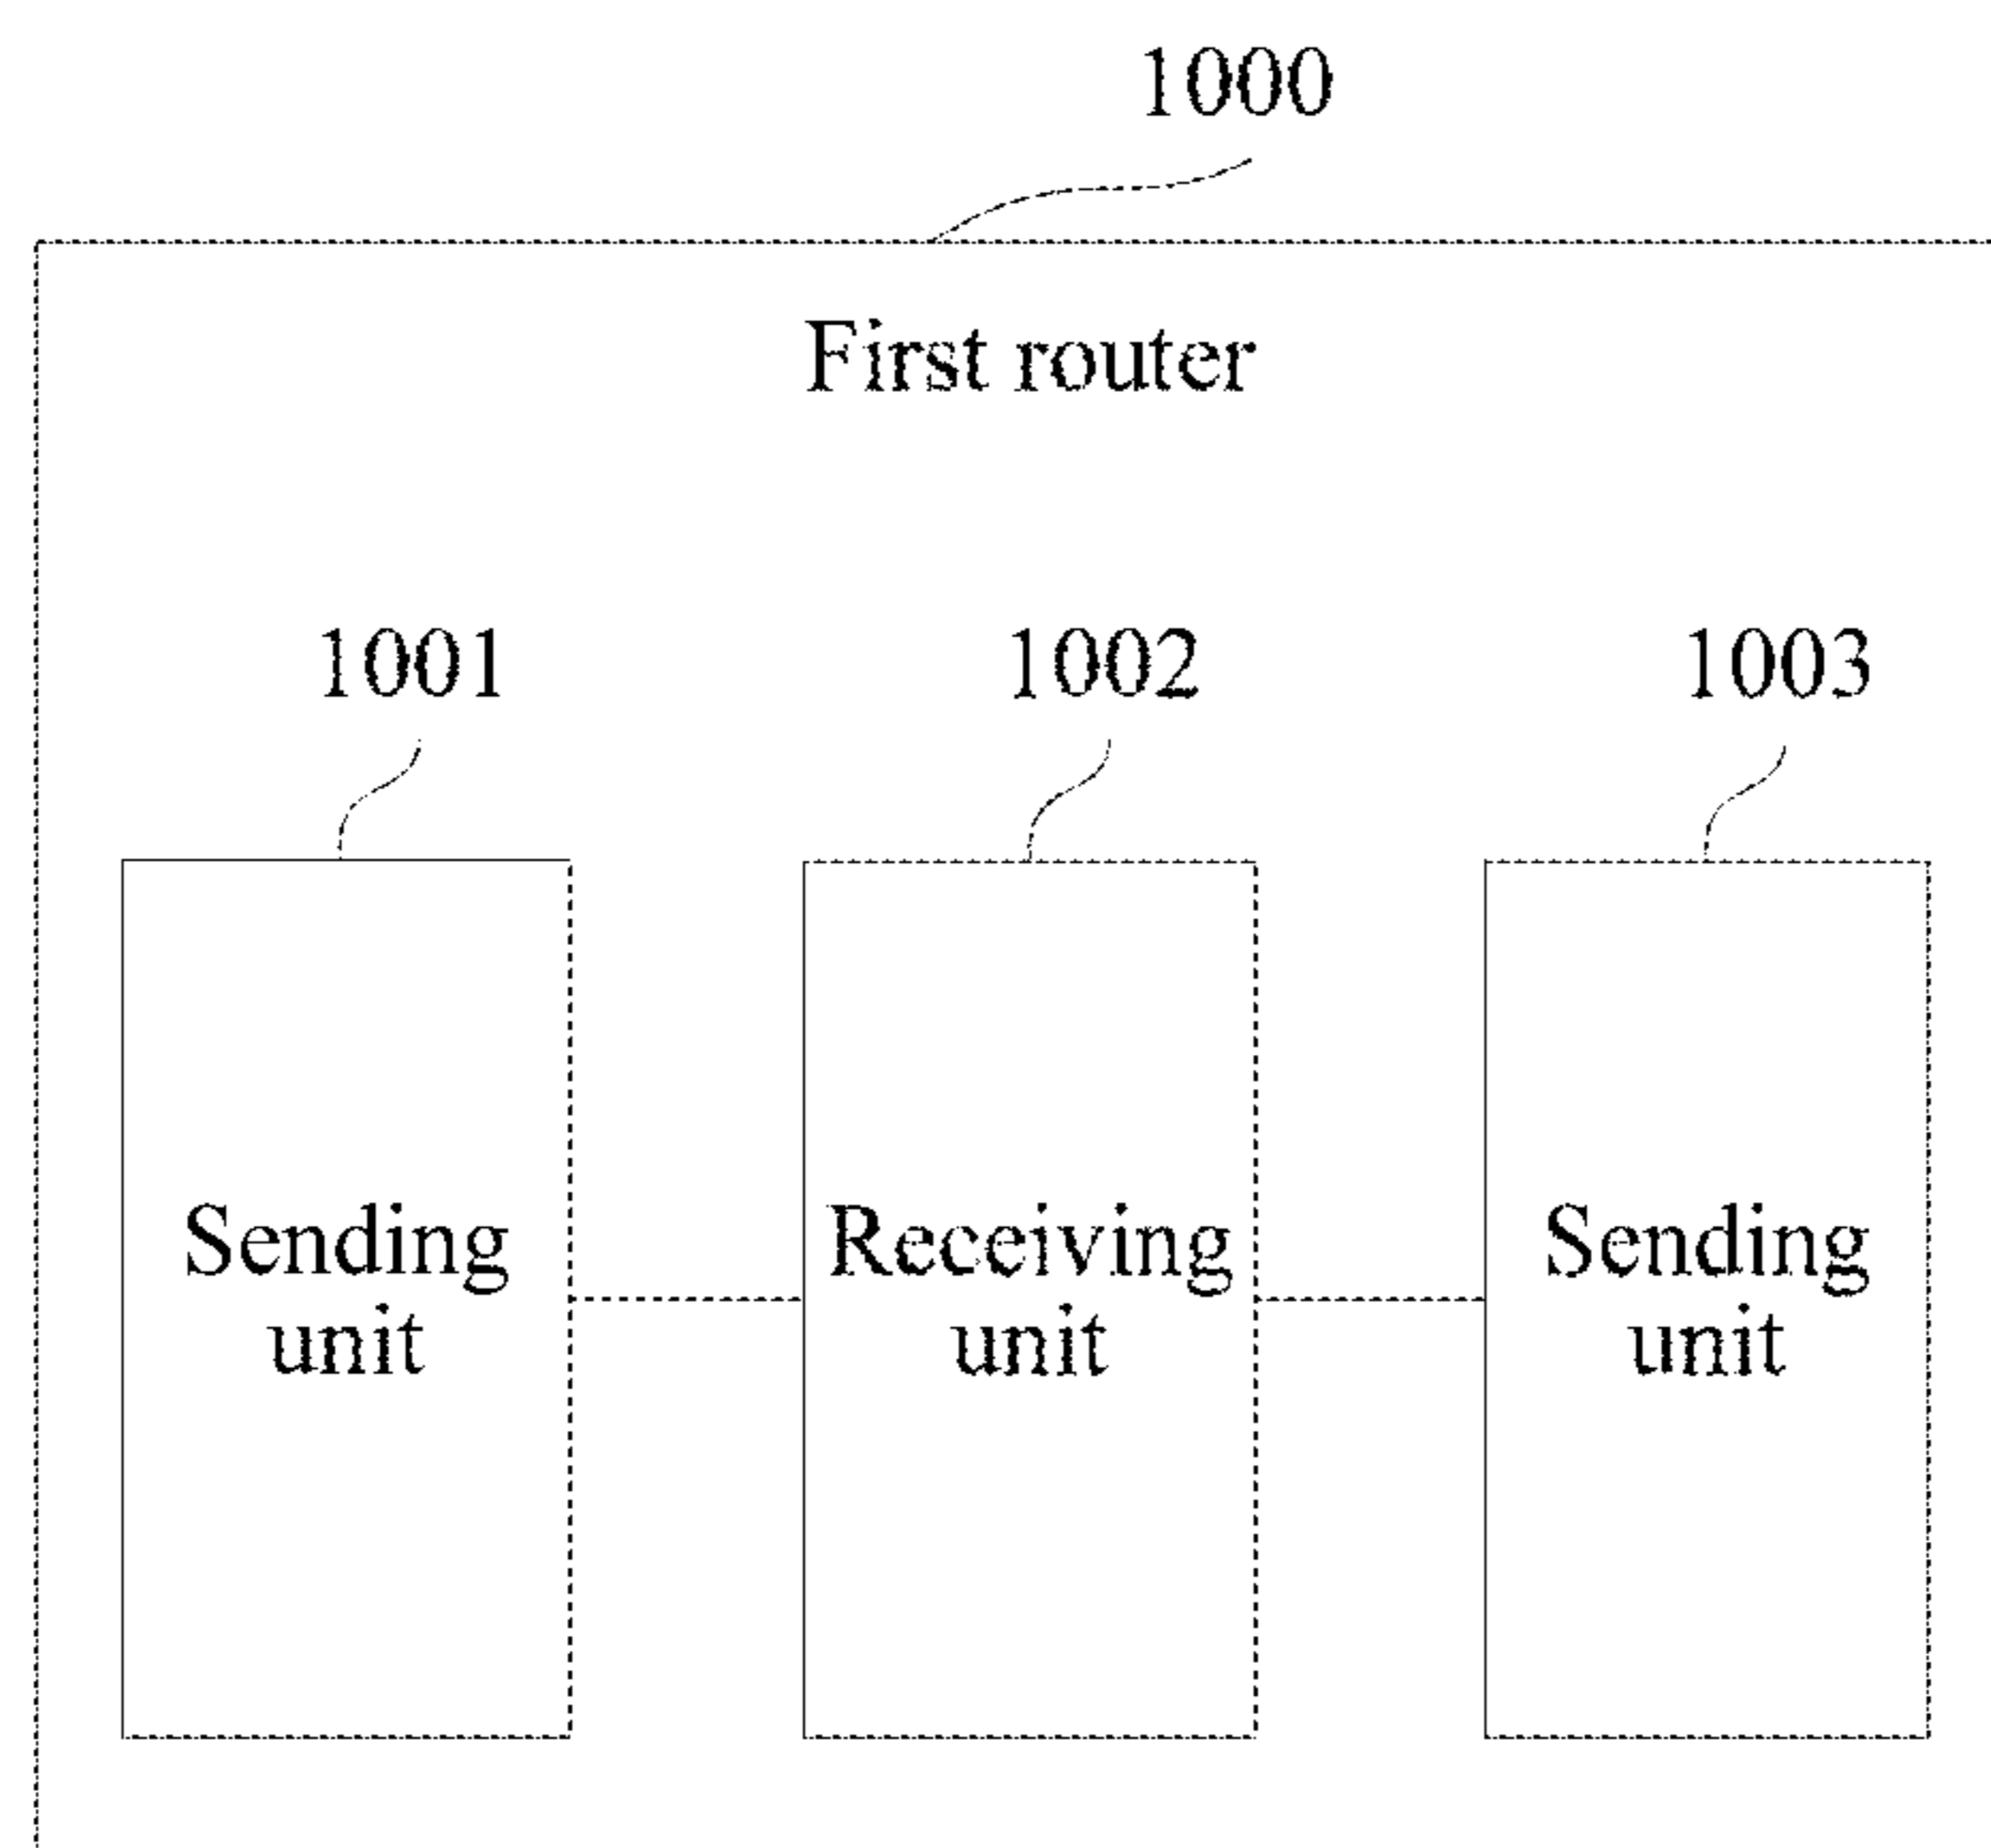 1000
First router
1001
1002
1003
Sending
unit
Receiving
unit
Sending
unit